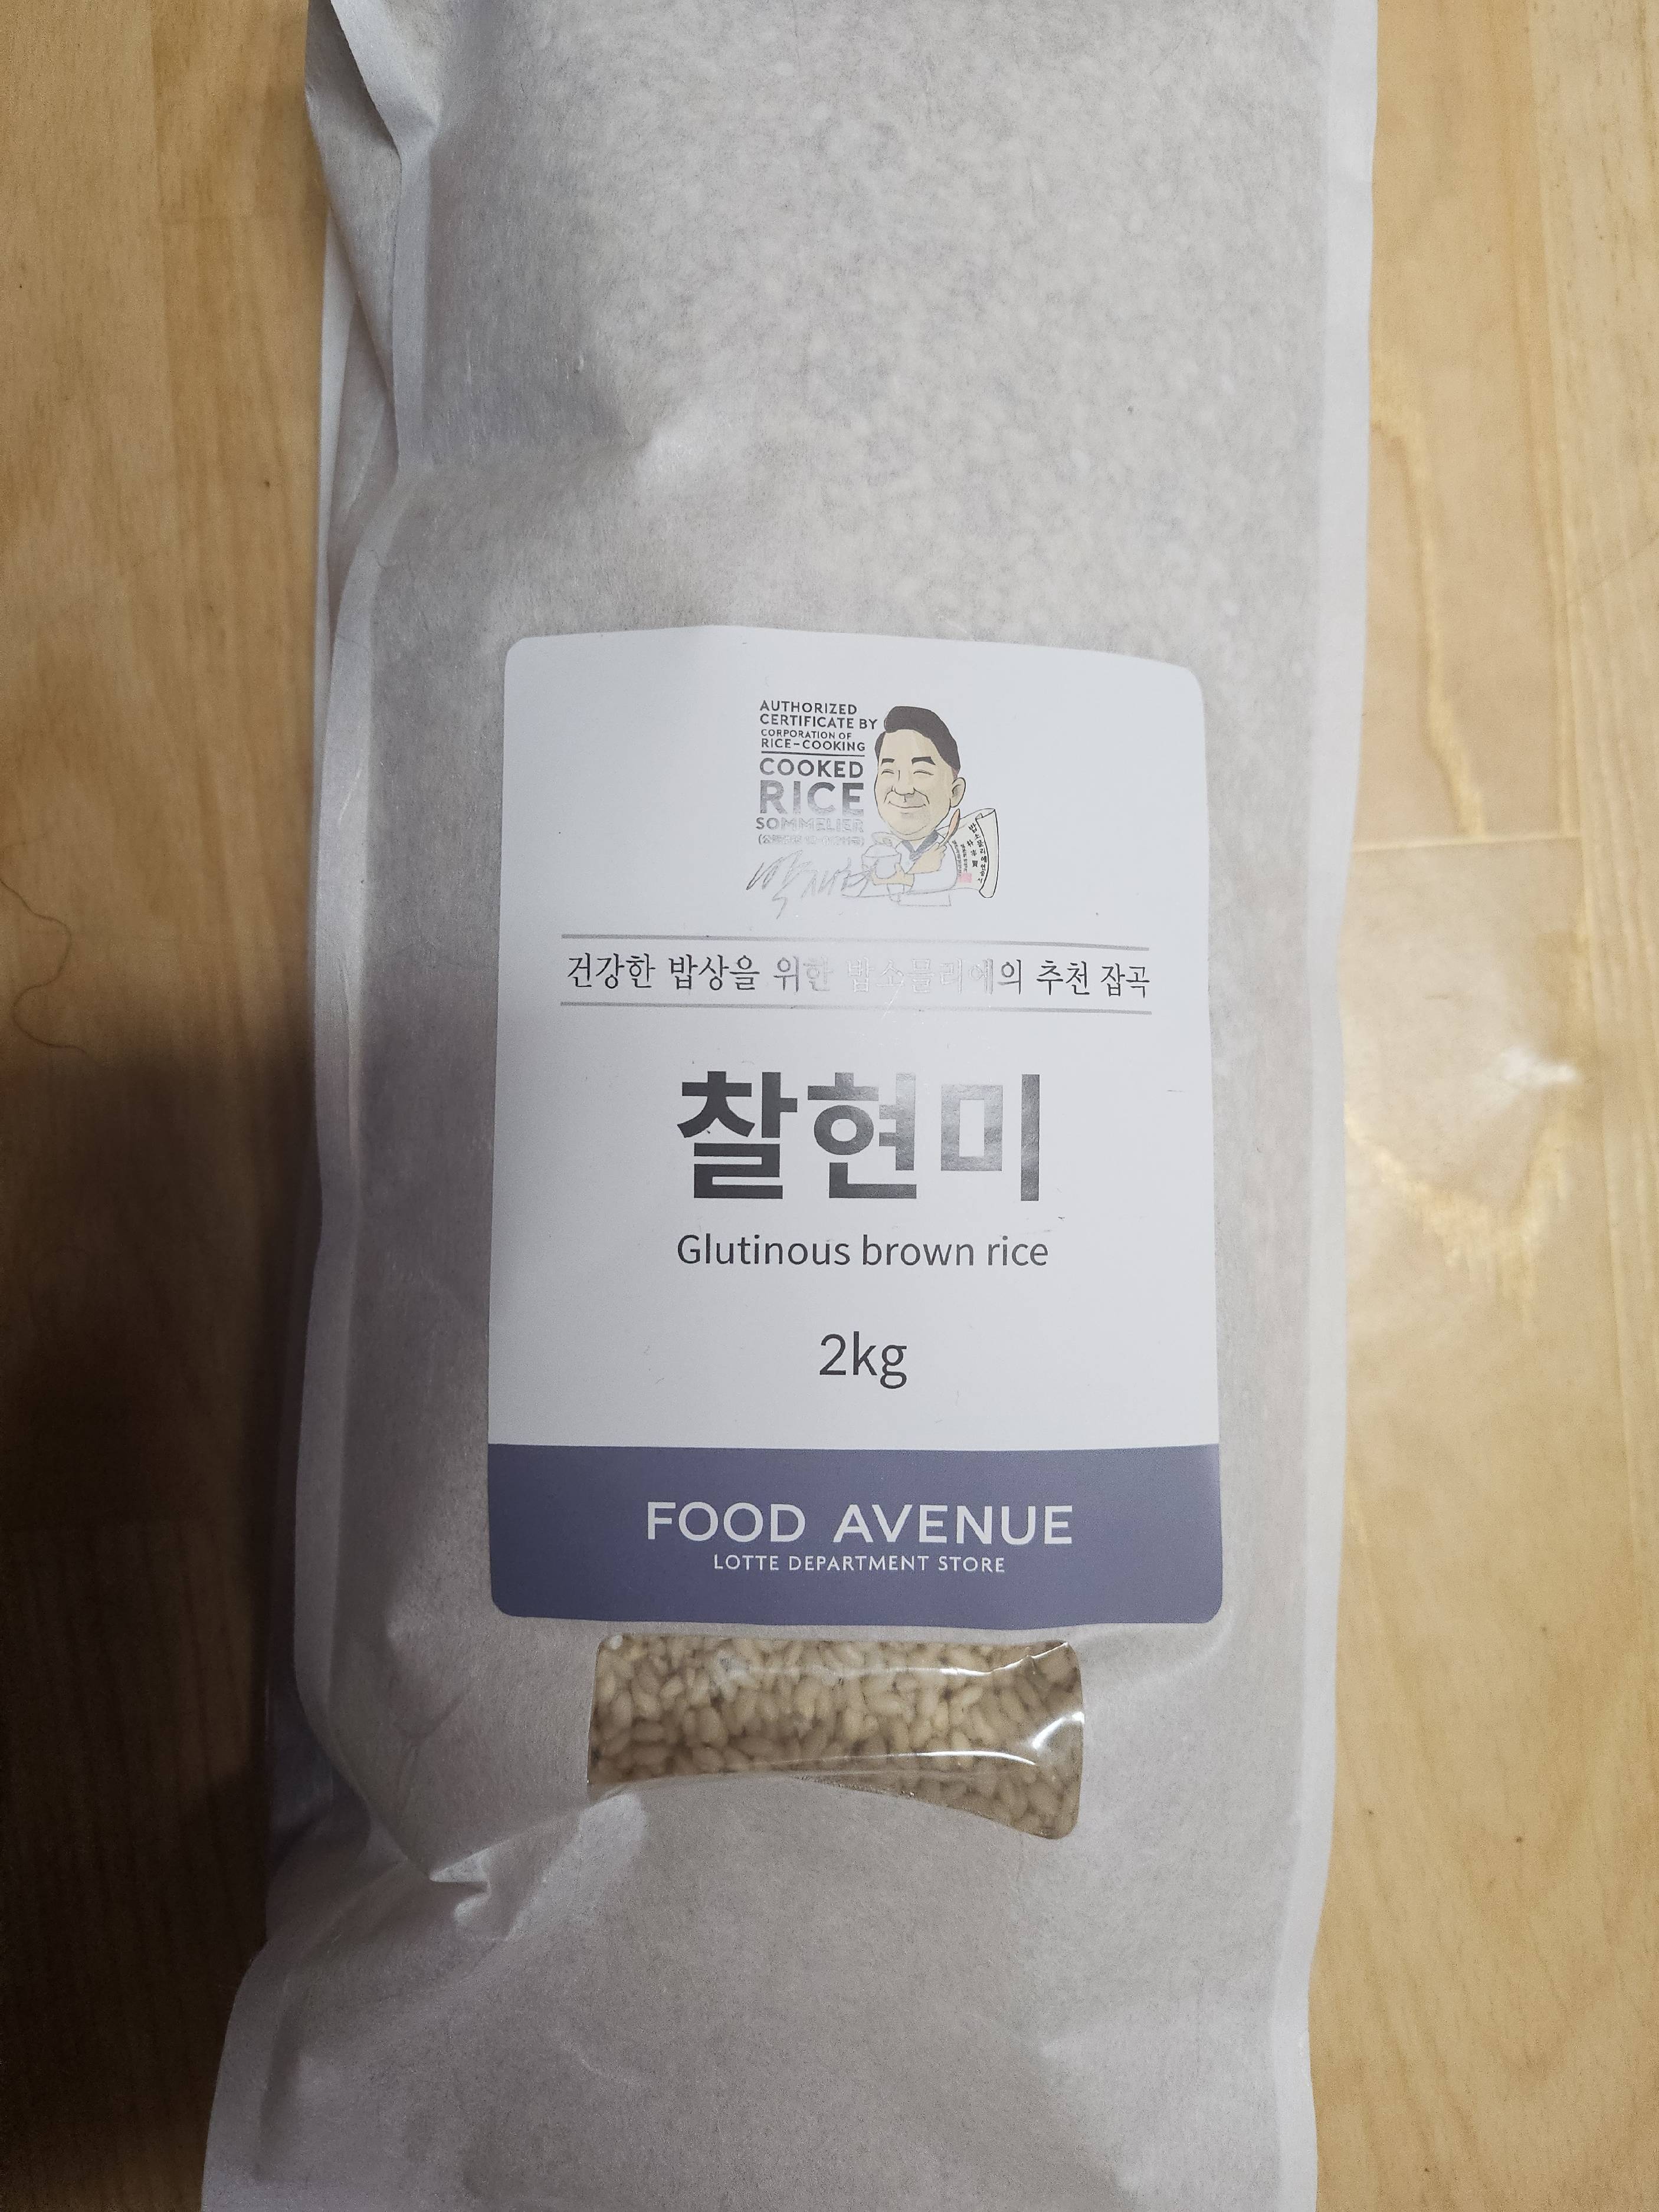 AUTHORIZED
CERTIFICATE BY
CORPORATION OF
RICE-COOKING
COOKED
RICE
SOMMELIER
건강한 밥상을 위한 밥소믈리에의 추천 잡곡
찰현미
Glutinous brown rice
2kg
FOOD AVENUE
LOTTE DEPARTMENT STORE